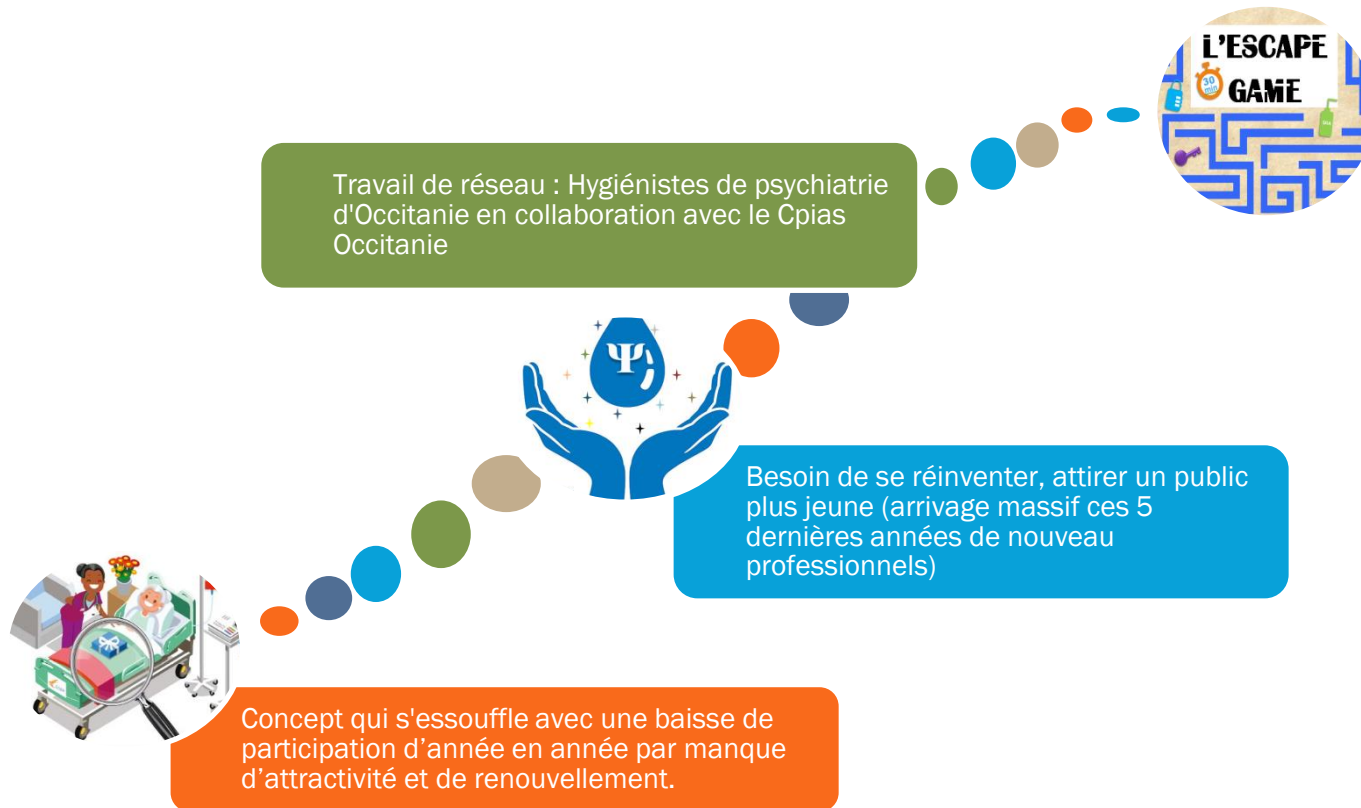 L'ESCAPE
30
min
GAME
Travail de réseau : Hygiénistes de psychiatrie
d'Occitanie en collaboration avec le Cpias
Occitanie
Ψ
Besoin de se réinventer, attirer un public
plus jeune (arrivage massif ces 5
dernières années de nouveau
professionnels)
Concept qui s'essouffle avec une baisse de
participation d’année en année par manque
d’attractivité et de renouvellement.